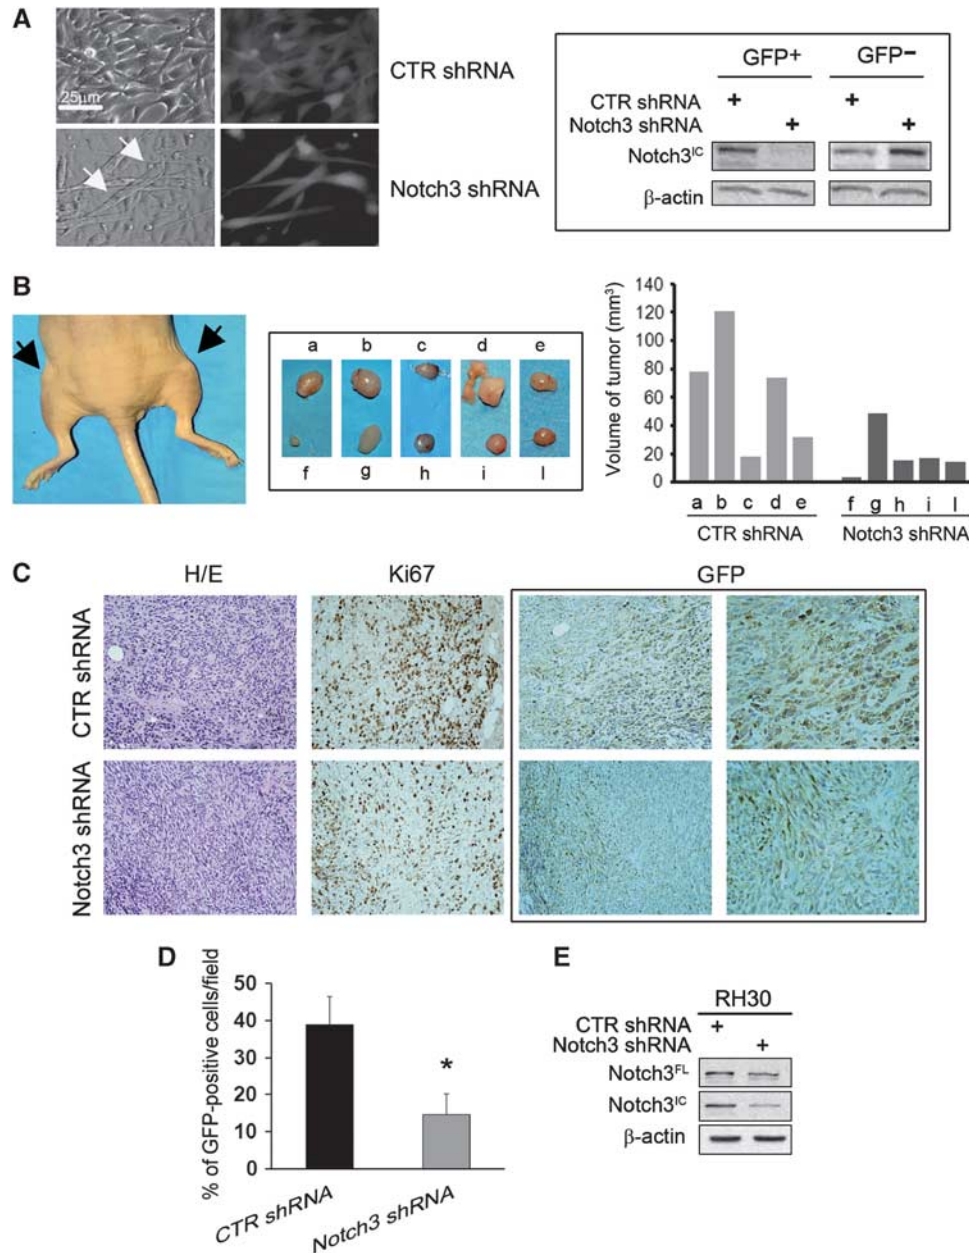 A
25μm
CTR shRNA
Notch3 shRNA
GFP+ GFP−
CTR shRNA + +
Notch3 shRNA + +
Notch3IC
β-actin
B
a b c d e
f g h i l
Volume of tumor (mm3)
140
120
100
80
60
40
20
0
a b c d e f g h i l
CTR shRNA Notch3 shRNA
C
H/E Ki67 GFP
CTR shRNA
Notch3 shRNA
D
% of GFP-positive cells/field
50
40
30
20
10
0
*
CTR shRNA
Notch3 shRNA
E
RH30
CTR shRNA +
Notch3 shRNA +
Notch3FL
Notch3IC
β-actin